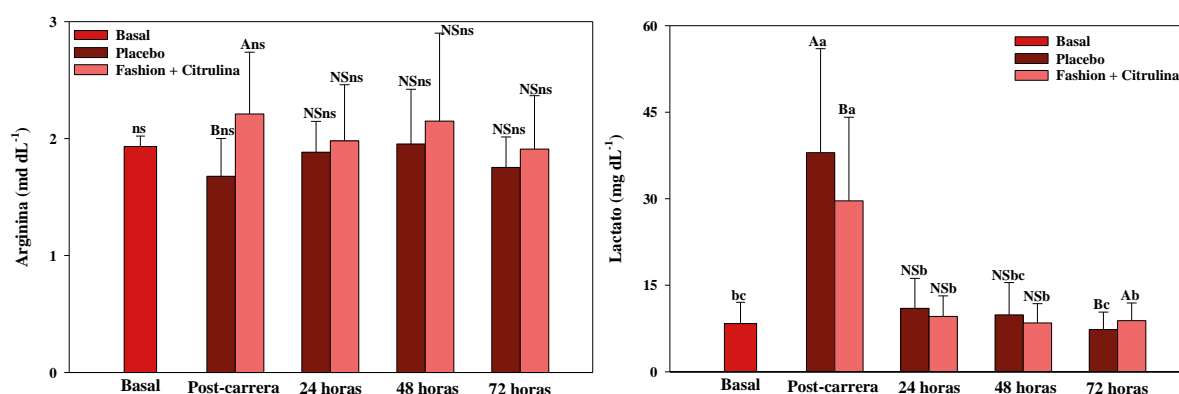 3
2
1
0
Arginina (md dL-1)
Basal
Placebo
Fashion + Citrulina
ns
Bns
Ans
NSns
NSns
NSns
NSns
NSns
NSns
Basal
Post-carrera
24 horas
48 horas
72 horas
60
45
30
15
0
Lactato (mg dL-1)
Basal
Placebo
Fashion + Citrulina
bc
Aa
Ba
NSb
NSb
NSbc
NSb
Bc
Ab
Basal
Post-carrera
24 horas
48 horas
72 horas